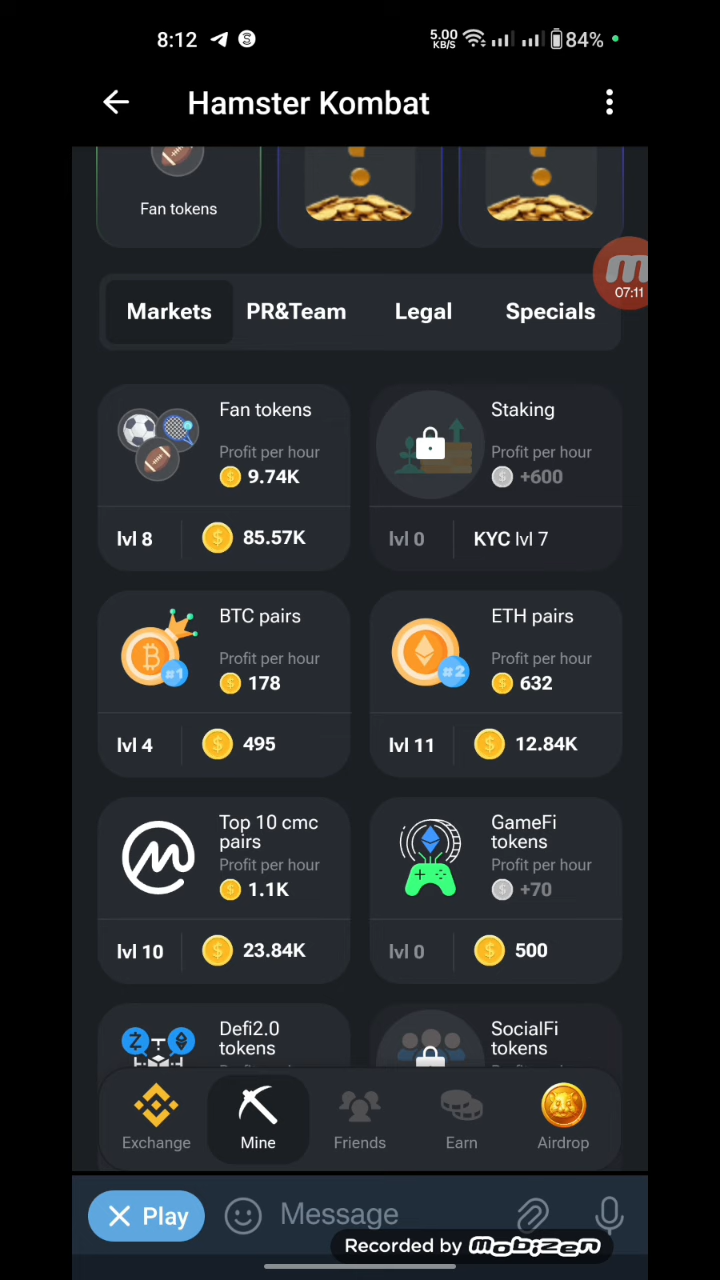 8:12
5.00 KB/S
84%
Hamster Kombat
Fan tokens
07:11
Markets PR&Team Legal Specials
Fan tokens
Profit per hour
9.74K
lvl 8 85.57K
Staking
Profit per hour
+600
lvl 0 KYC lvl 7
BTC pairs
Profit per hour
#1
178
lvl 4 495
ETH pairs
Profit per hour
#2
632
lvl 11 12.84K
Top 10 cmc
pairs
Profit per hour
1.1K
lvl 10 23.84K
GameFi
tokens
Profit per hour
+70
lvl 0 500
Defi2.0
tokens
SocialFi
tokens
Exchange Mine Friends Earn Airdrop
Play Message
Recorded by mobizen